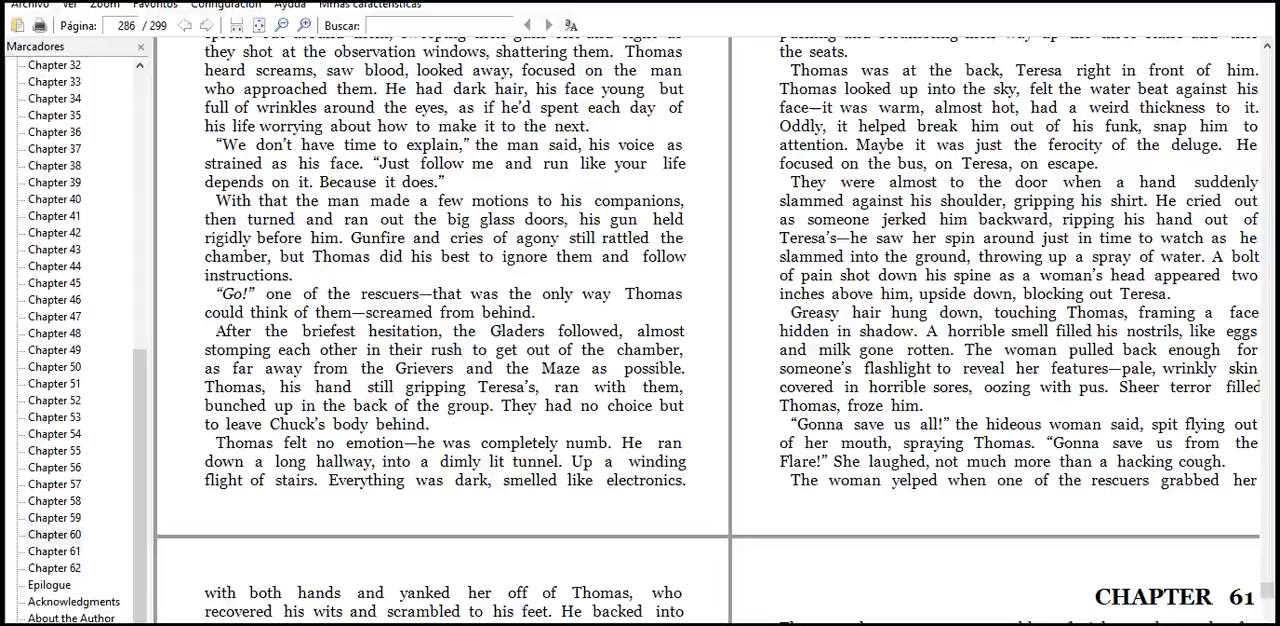 Archivo Ver Zoom Favoritos Configuración Ayuda
Página: 286 / 299 Buscar:
Marcadores
Chapter 32
Chapter 33
Chapter 34
Chapter 35
Chapter 36
Chapter 37
Chapter 38
Chapter 39
Chapter 40
Chapter 41
Chapter 42
Chapter 43
Chapter 44
Chapter 45
Chapter 46
Chapter 47
Chapter 48
Chapter 49
Chapter 50
Chapter 51
Chapter 52
Chapter 53
Chapter 54
Chapter 55
Chapter 56
Chapter 57
Chapter 58
Chapter 59
Chapter 60
Chapter 61
Chapter 62
Epilogue
Acknowledgments
About the Author
they shot at the observation windows, shattering them. Thomas
heard screams, saw blood, looked away, focused on the man
who approached them. He had dark hair, his face young but
full of wrinkles around the eyes, as if he’d spent each day of
his life worrying about how to make it to the next.
“We don’t have time to explain,” the man said, his voice as
strained as his face. “Just follow me and run like your life
depends on it. Because it does.”
With that the man made a few motions to his companions,
then turned and ran out the big glass doors, his gun held
rigidly before him. Gunfire and cries of agony still rattled the
chamber, but Thomas did his best to ignore them and follow
instructions.
“Go!” one of the rescuers—that was the only way Thomas
could think of them—screamed from behind.
After the briefest hesitation, the Gladers followed, almost
stomping each other in their rush to get out of the chamber,
as far away from the Grievers and the Maze as possible.
Thomas, his hand still gripping Teresa’s, ran with them,
bunched up in the back of the group. They had no choice but
to leave Chuck’s body behind.
Thomas felt no emotion—he was completely numb. He ran
down a long hallway, into a dimly lit tunnel. Up a winding
flight of stairs. Everything was dark, smelled like electronics.
the seats.
Thomas was at the back, Teresa right in front of him.
Thomas looked up into the sky, felt the water beat against his
face—it was warm, almost hot, had a weird thickness to it.
Oddly, it helped break him out of his funk, snap him to
attention. Maybe it was just the ferocity of the deluge. He
focused on the bus, on Teresa, on escape.
They were almost to the door when a hand suddenly
slammed against his shoulder, gripping his shirt. He cried out
as someone jerked him backward, ripping his hand out of
Teresa’s—he saw her spin around just in time to watch as he
slammed into the ground, throwing up a spray of water. A bolt
of pain shot down his spine as a woman’s head appeared two
inches above him, upside down, blocking out Teresa.
Greasy hair hung down, touching Thomas, framing a face
hidden in shadow. A horrible smell filled his nostrils, like eggs
and milk gone rotten. The woman pulled back enough for
someone’s flashlight to reveal her features—pale, wrinkly skin
covered in horrible sores, oozing with pus. Sheer terror filled
Thomas, froze him.
“Gonna save us all!” the hideous woman said, spit flying out
of her mouth, spraying Thomas. “Gonna save us from the
Flare!” She laughed, not much more than a hacking cough.
The woman yelped when one of the rescuers grabbed her
with both hands and yanked her off of Thomas, who
recovered his wits and scrambled to his feet. He backed into
CHAPTER 61